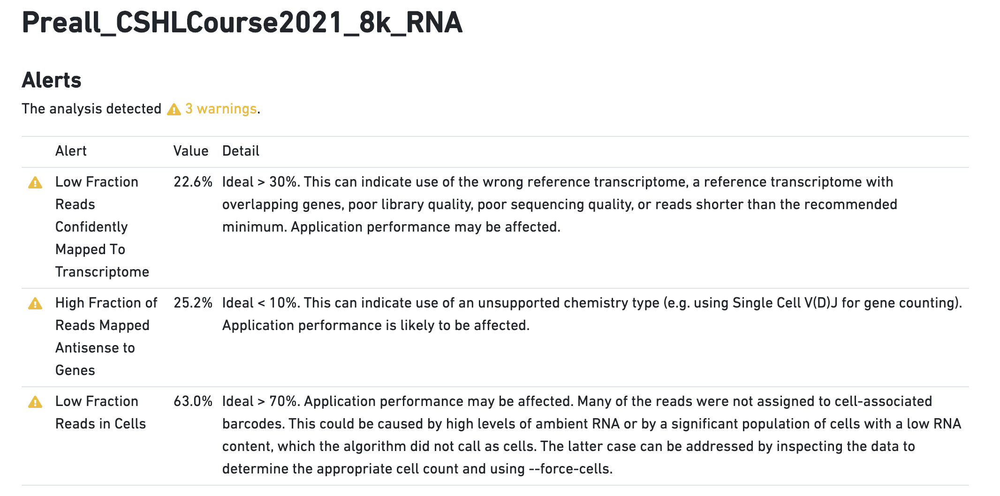 Preall_CSHLCourse2021_8k_RNA
Alerts
The analysis detected 3 warnings.
Alert Value Detail
Low Fraction 22.6% Ideal > 30%. This can indicate use of the wrong reference transcriptome, a reference transcriptome with
Reads overlapping genes, poor library quality, poor sequencing quality, or reads shorter than the recommended
Confidently minimum. Application performance may be affected.
Mapped To
Transcriptome
High Fraction of 25.2% Ideal < 10%. This can indicate use of an unsupported chemistry type (e.g. using Single Cell V(D)J for gene counting).
Reads Mapped Application performance is likely to be affected.
Antisense to
Genes
Low Fraction 63.0% Ideal > 70%. Application performance may be affected. Many of the reads were not assigned to cell-associated
Reads in Cells barcodes. This could be caused by high levels of ambient RNA or by a significant population of cells with a low RNA
content, which the algorithm did not call as cells. The latter case can be addressed by inspecting the data to
determine the appropriate cell count and using --force-cells.